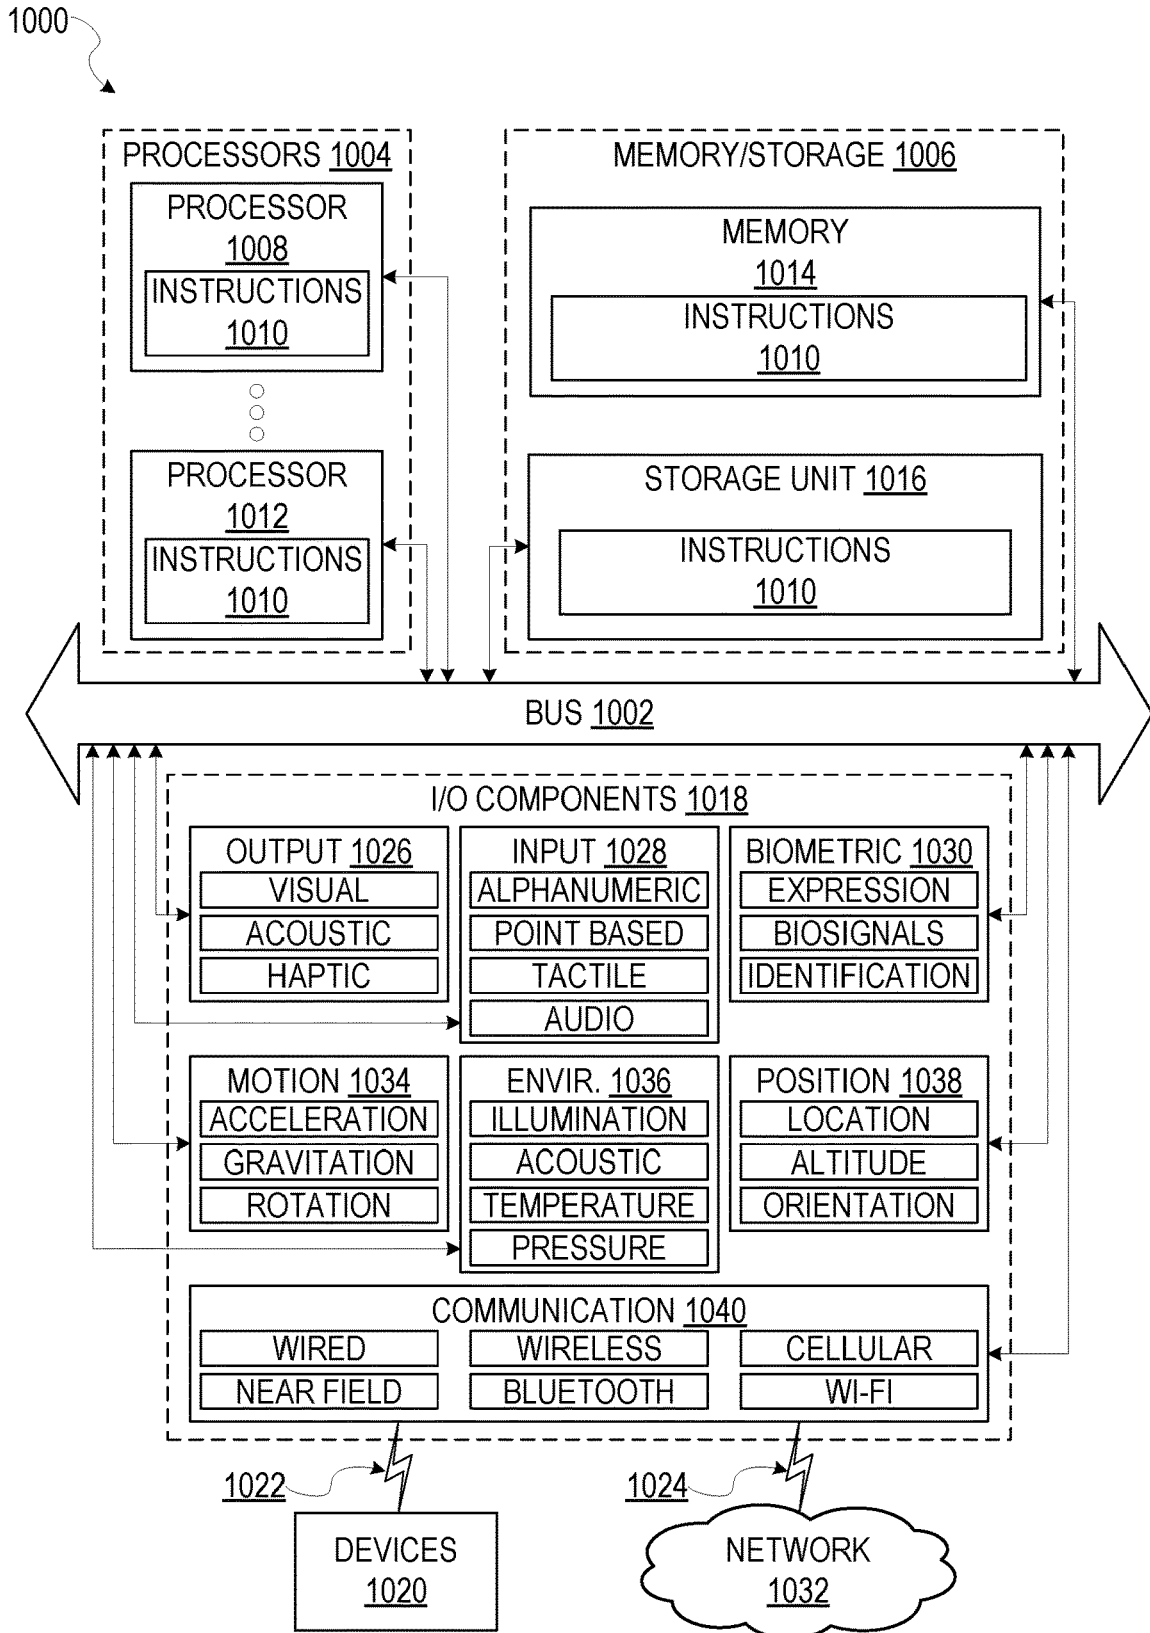 1000
PROCESSORS 1004
PROCESSOR
1008
INSTRUCTIONS
1010
PROCESSOR
1012
INSTRUCTIONS
1010
MEMORY/STORAGE 1006
MEMORY
1014
INSTRUCTIONS
1010
STORAGE UNIT 1016
INSTRUCTIONS
1010
BUS 1002
I/O COMPONENTS 1018
OUTPUT 1026
VISUAL
ACOUSTIC
HAPTIC
INPUT 1028
ALPHANUMERIC
POINT BASED
TACTILE
AUDIO
BIOMETRIC 1030
EXPRESSION
BIOSIGNALS
IDENTIFICATION
MOTION 1034
ACCELERATION
GRAVITATION
ROTATION
ENVIR. 1036
ILLUMINATION
ACOUSTIC
TEMPERATURE
PRESSURE
POSITION 1038
LOCATION
ALTITUDE
ORIENTATION
COMMUNICATION 1040
WIRED
WIRELESS
CELLULAR
NEAR FIELD
BLUETOOTH
WI-FI
1022
1024
DEVICES
1020
NETWORK
1032